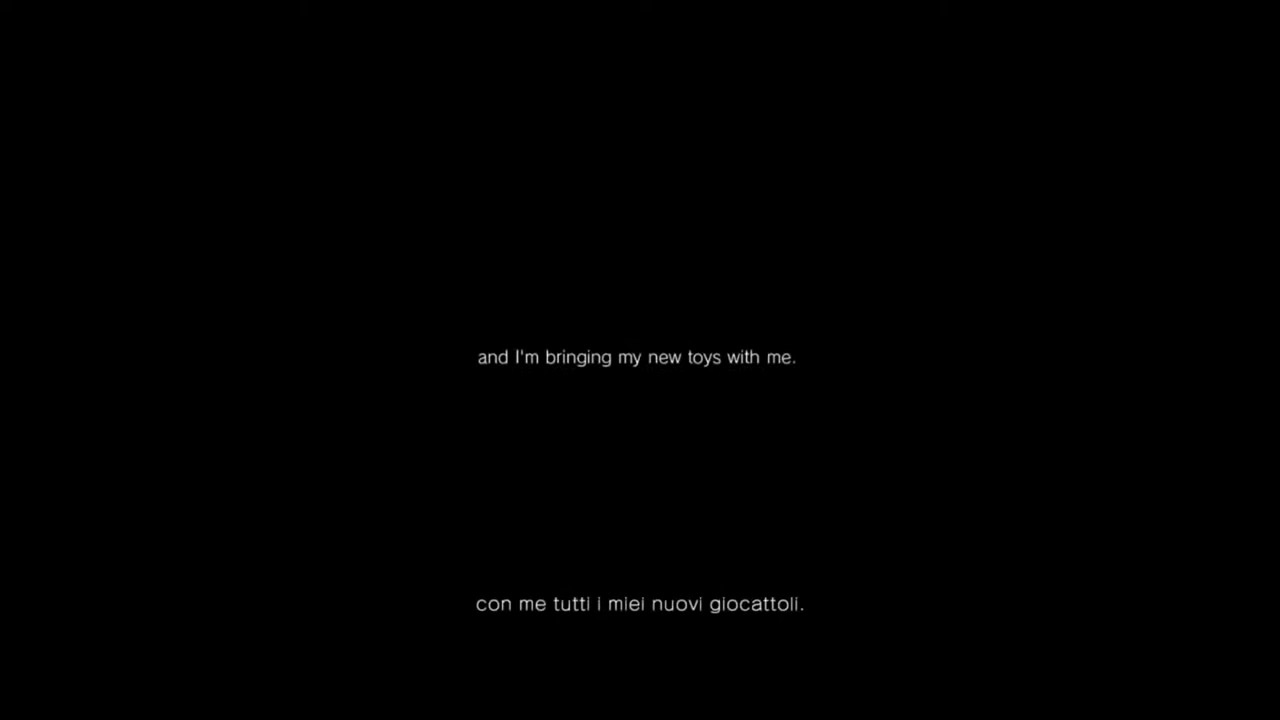 and I'm bringing my new toys with me.
con me tutti i miei nuovi giocattoli.